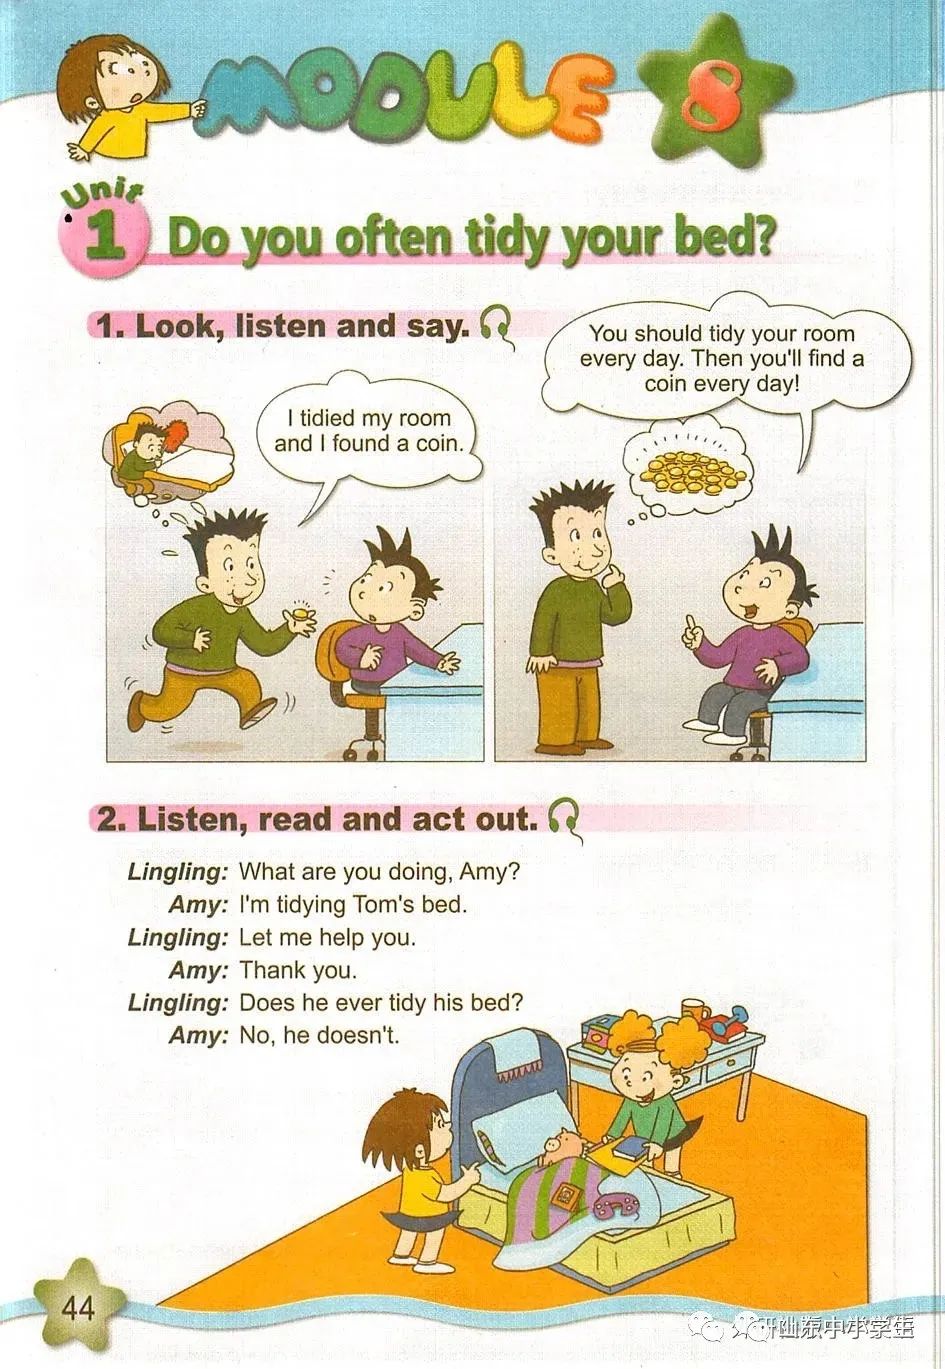 MODULE 8
Unit
1 Do you often tidy your bed?
1. Look, listen and say.
You should tidy your room
every day. Then you'll find a
coin every day!
I tidied my room
and I found a coin.
2. Listen, read and act out.
Lingling: What are you doing, Amy?
Amy: I'm tidying Tom's bed.
Lingling: Let me help you.
Amy: Thank you.
Lingling: Does he ever tidy his bed?
Amy: No, he doesn't.
44